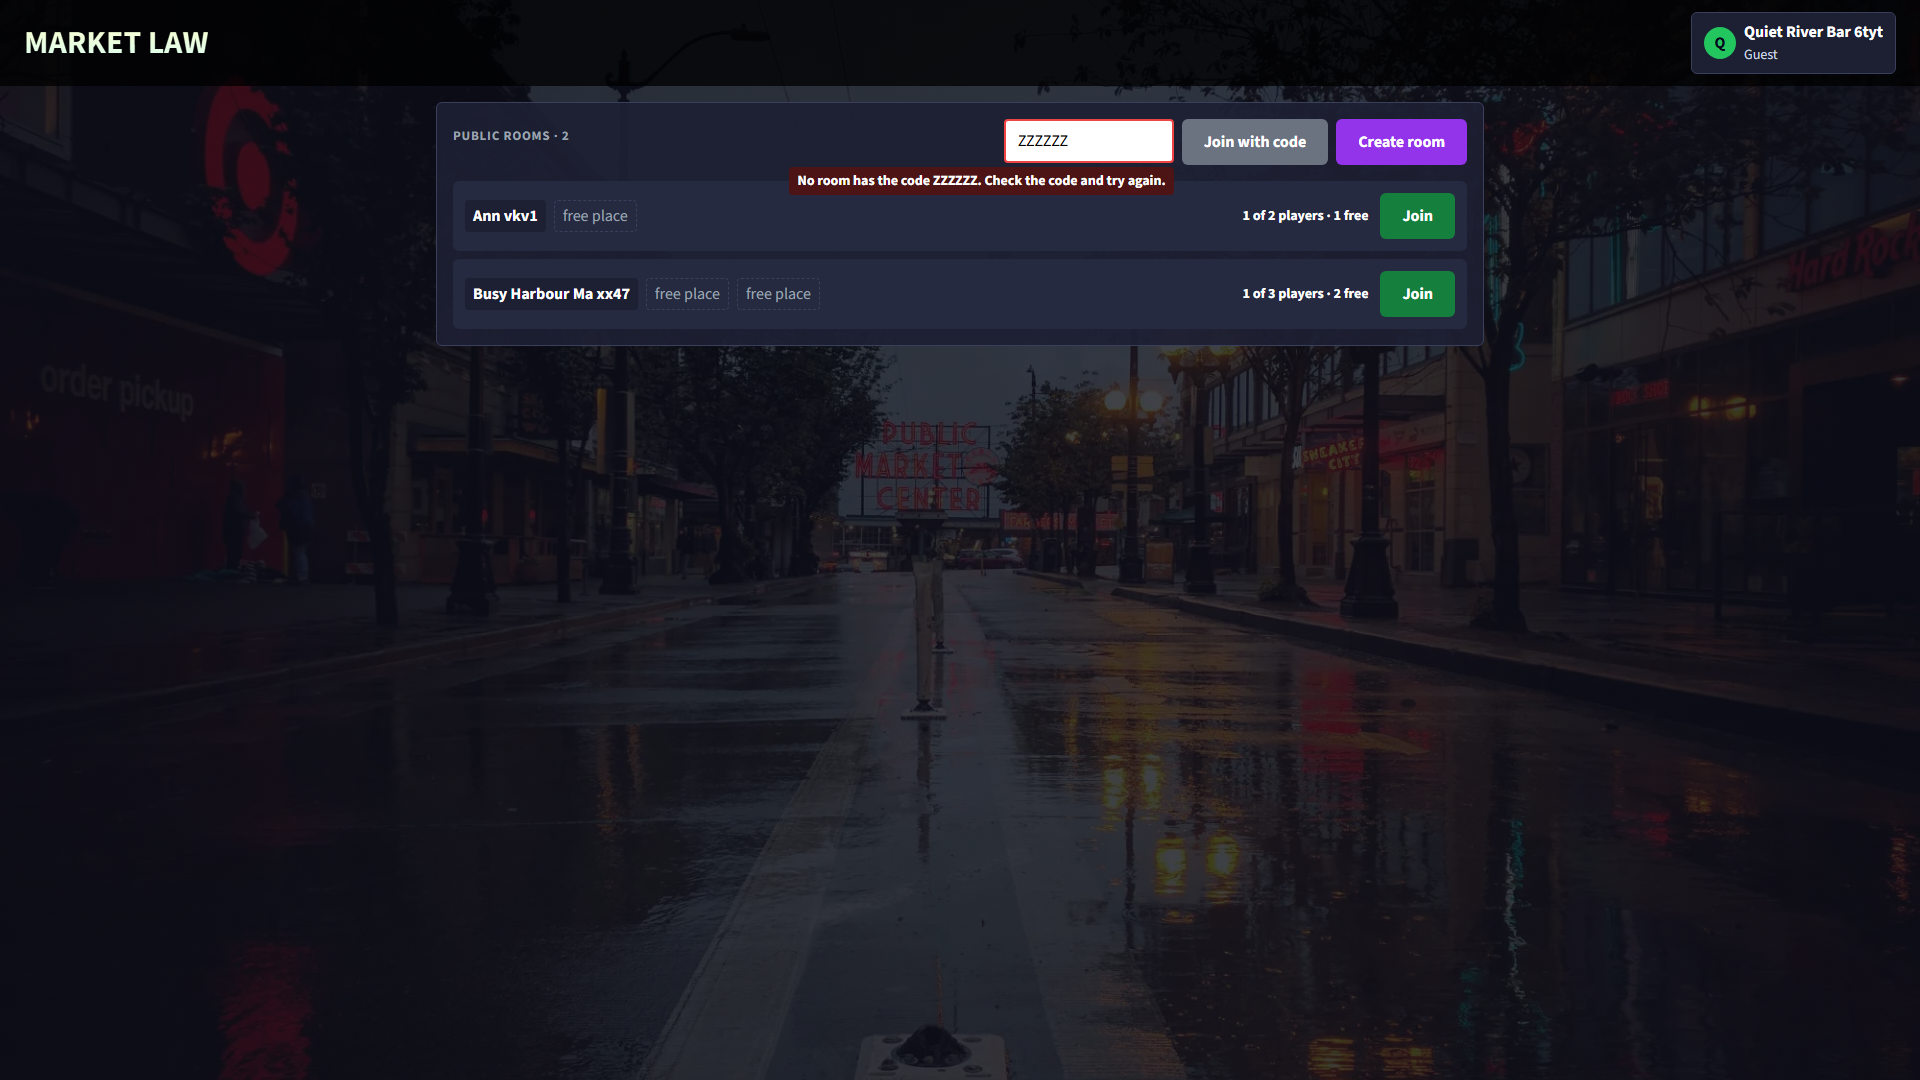 MARKET LAW
Q
Quiet River Bar 6tyt
Guest
PUBLIC ROOMS · 2
ZZZZZZ
Join with code
Create room
No room has the code ZZZZZZ. Check the code and try again.
Ann vkv1
free place
1 of 2 players · 1 free
Join
Busy Harbour Ma xx47
free place
free place
1 of 3 players · 2 free
Join
order pickup
Hard Rock
PUBLIC
MARKET
CENTER
SNEAKER
CITY